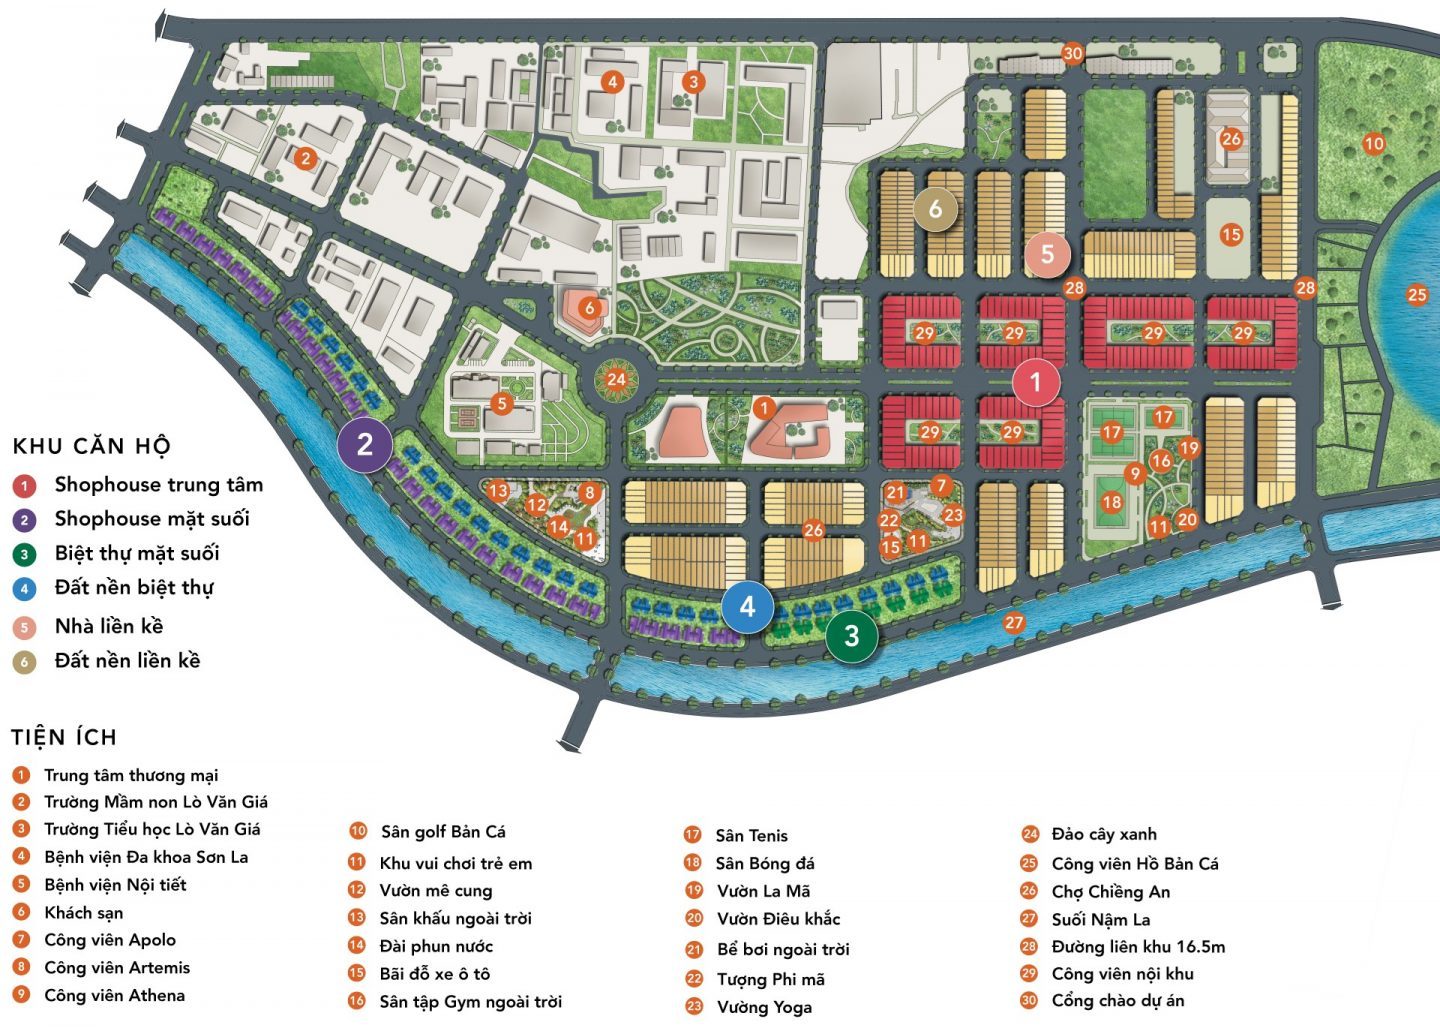 30
4
3
10
26
2
6
15
5
28
28
25
6
29
29
29
29
24
1
5
1
17
17
29
29
2
19
16
9
13
8
21
7
12
18
20
23
14
22
26
11
11
15
11
4
3
27
KHU CĂN HỘ
1 Shophouse trung tâm
2 Shophouse mặt suối
3 Biệt thự mặt suối
4 Đất nền biệt thự
5 Nhà liền kề
6 Đất nền liền kề
TIỆN ÍCH
1 Trung tâm thương mại
2 Trường Mầm non Lò Văn Giá
3 Trường Tiểu học Lò Văn Giá
4 Bệnh viện Đa khoa Sơn La
5 Bệnh viện Nội tiết
6 Khách sạn
7 Công viên Apolo
8 Công viên Artemis
9 Công viên Athena
10 Sân golf Bản Cá
11 Khu vui chơi trẻ em
12 Vườn mê cung
13 Sân khấu ngoài trời
14 Đài phun nước
15 Bãi đỗ xe ô tô
16 Sân tập Gym ngoài trời
17 Sân Tenis
18 Sân Bóng đá
19 Vườn La Mã
20 Vườn Điêu khắc
21 Bể bơi ngoài trời
22 Tượng Phi mã
23 Vường Yoga
24 Đảo cây xanh
25 Công viên Hồ Bản Cá
26 Chợ Chiềng An
27 Suối Nậm La
28 Đường liên khu 16.5m
29 Công viên nội khu
30 Cổng chào dự án